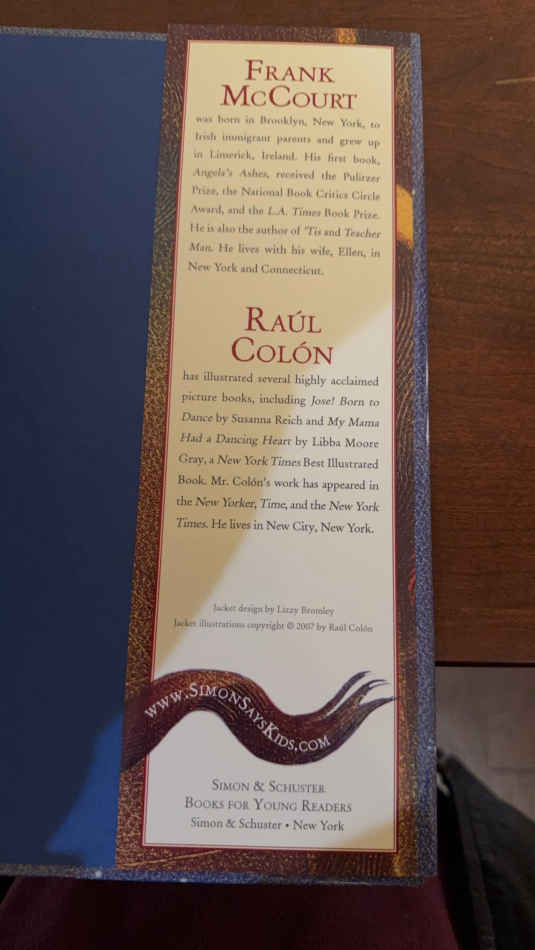 FRANK
MCCOURT
was born in Brooklyn, New York, to
Irish immigrant parents and grew up
in Limerick, Ireland. His first book,
Angela's Ashes, received the Pulitzer
Prize, the National Book Critics Circle
Award, and the L.A. Times Book Prize.
He is also the author of 'Tis and Teacher
Man. He lives with his wife, Ellen, in
New York and Connecticut.
RAÚL
COLÓN
has illustrated several highly acclaimed
picture books, including Jose! Born to
Dance by Susanna Reich and My Mama
Had a Dancing Heart by Libba Moore
Gray, a New York Times Best Illustrated
Book. Mr. Colón's work has appeared in
the New Yorker, Time, and the New York
Times. He lives in New City, New York.
Jacket design by Lizzy Bromley
Jacket illustrations copyright © 2007 by Raúl Colón
WWW.SIMONSAYSKIDS.COM
SIMON & SCHUSTER
BOOKS FOR YOUNG READERS
Simon & Schuster • New York